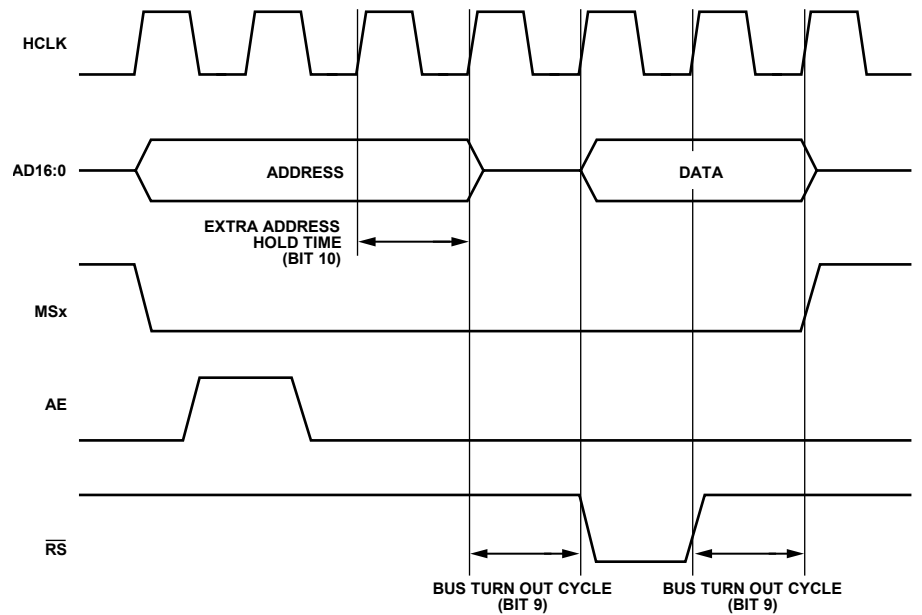 HCLK
AD16:0
ADDRESS
DATA
EXTRA ADDRESS
HOLD TIME
(BIT 10)
MSx
AE
RS
BUS TURN OUT CYCLE
(BIT 9)
BUS TURN OUT CYCLE
(BIT 9)